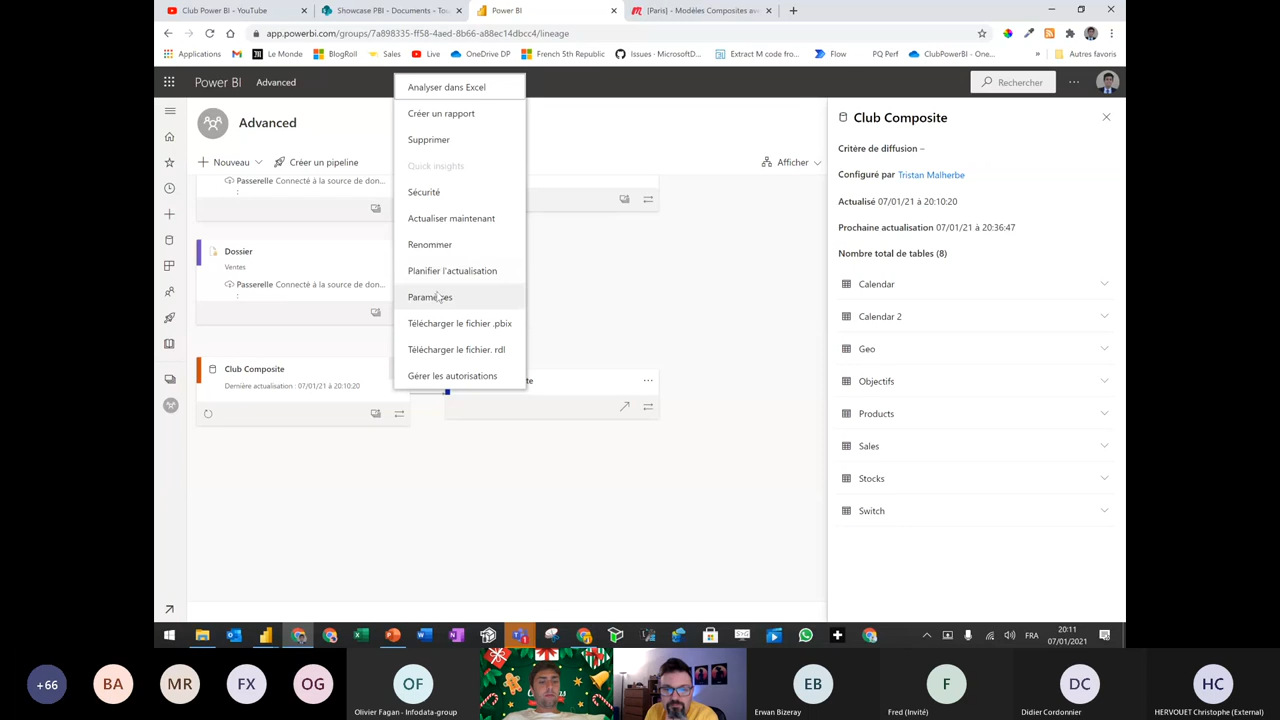 Club Power BI - YouTube
Showcase PBI - Documents - Tou
Power BI
[Paris] - Modèles Composites ave
app.powerbi.com/groups/7a898335-ff58-4aed-8b66-a88ec14dbcc4/lineage
Applications
Le Monde
BlogRoll
Sales
Live
OneDrive DP
French 5th Republic
Issues · MicrosoftD...
Extract M code fro...
Flow
PQ Perf
ClubPowerBI - One...
»
Autres favoris
Power BI
Advanced
Rechercher
Advanced
Nouveau
Créer un pipeline
Afficher
Passerelle Connecté à la source de don...
:
Dossier
Ventes
Passerelle Connecté à la source de don...
:
Club Composite
Dernière actualisation : 07/01/21 à 20:10:20
te
Analyser dans Excel
Créer un rapport
Supprimer
Quick insights
Sécurité
Actualiser maintenant
Renommer
Planifier l'actualisation
Paramètres
Télécharger le fichier .pbix
Télécharger le fichier. rdl
Gérer les autorisations
Club Composite
Critère de diffusion –
Configuré par Tristan Malherbe
Actualisé 07/01/21 à 20:10:20
Prochaine actualisation 07/01/21 à 20:36:47
Nombre total de tables (8)
Calendar
Calendar 2
Geo
Objectifs
Products
Sales
Stocks
Switch
FRA
20:11
07/01/2021
+66
BA
MR
FX
OG
OF
Olivier Fagan - Infodata-group
EB
Erwan Bizeray
F
Fred (Invité)
DC
Didier Cordonnier
HC
HERVOUET Christophe (External)